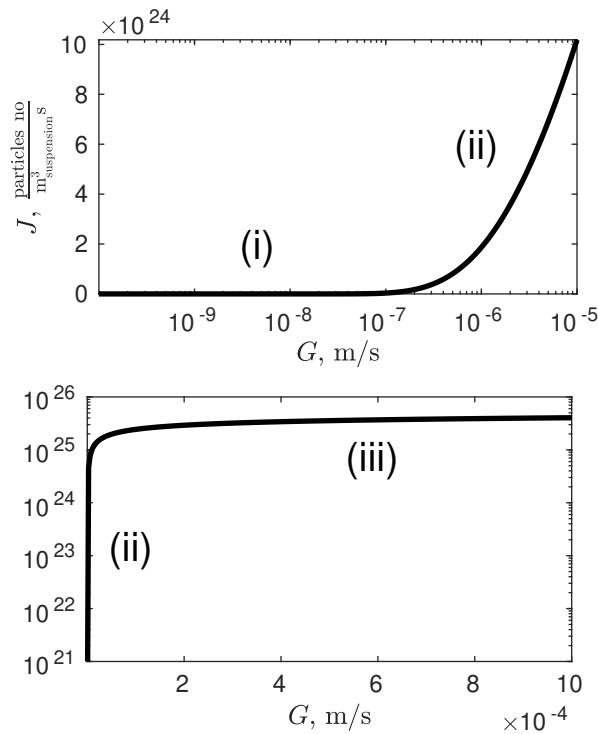 ×10 24
10
8
6
4
2
0
J, particles no / m³suspension s
(i)
(ii)
10-9 10-8 10-7 10-6 10-5
G, m/s
10 26
10 25
10 24
10 23
10 22
10 21
(iii)
(ii)
2 4 6 8 10
G, m/s
×10 -4